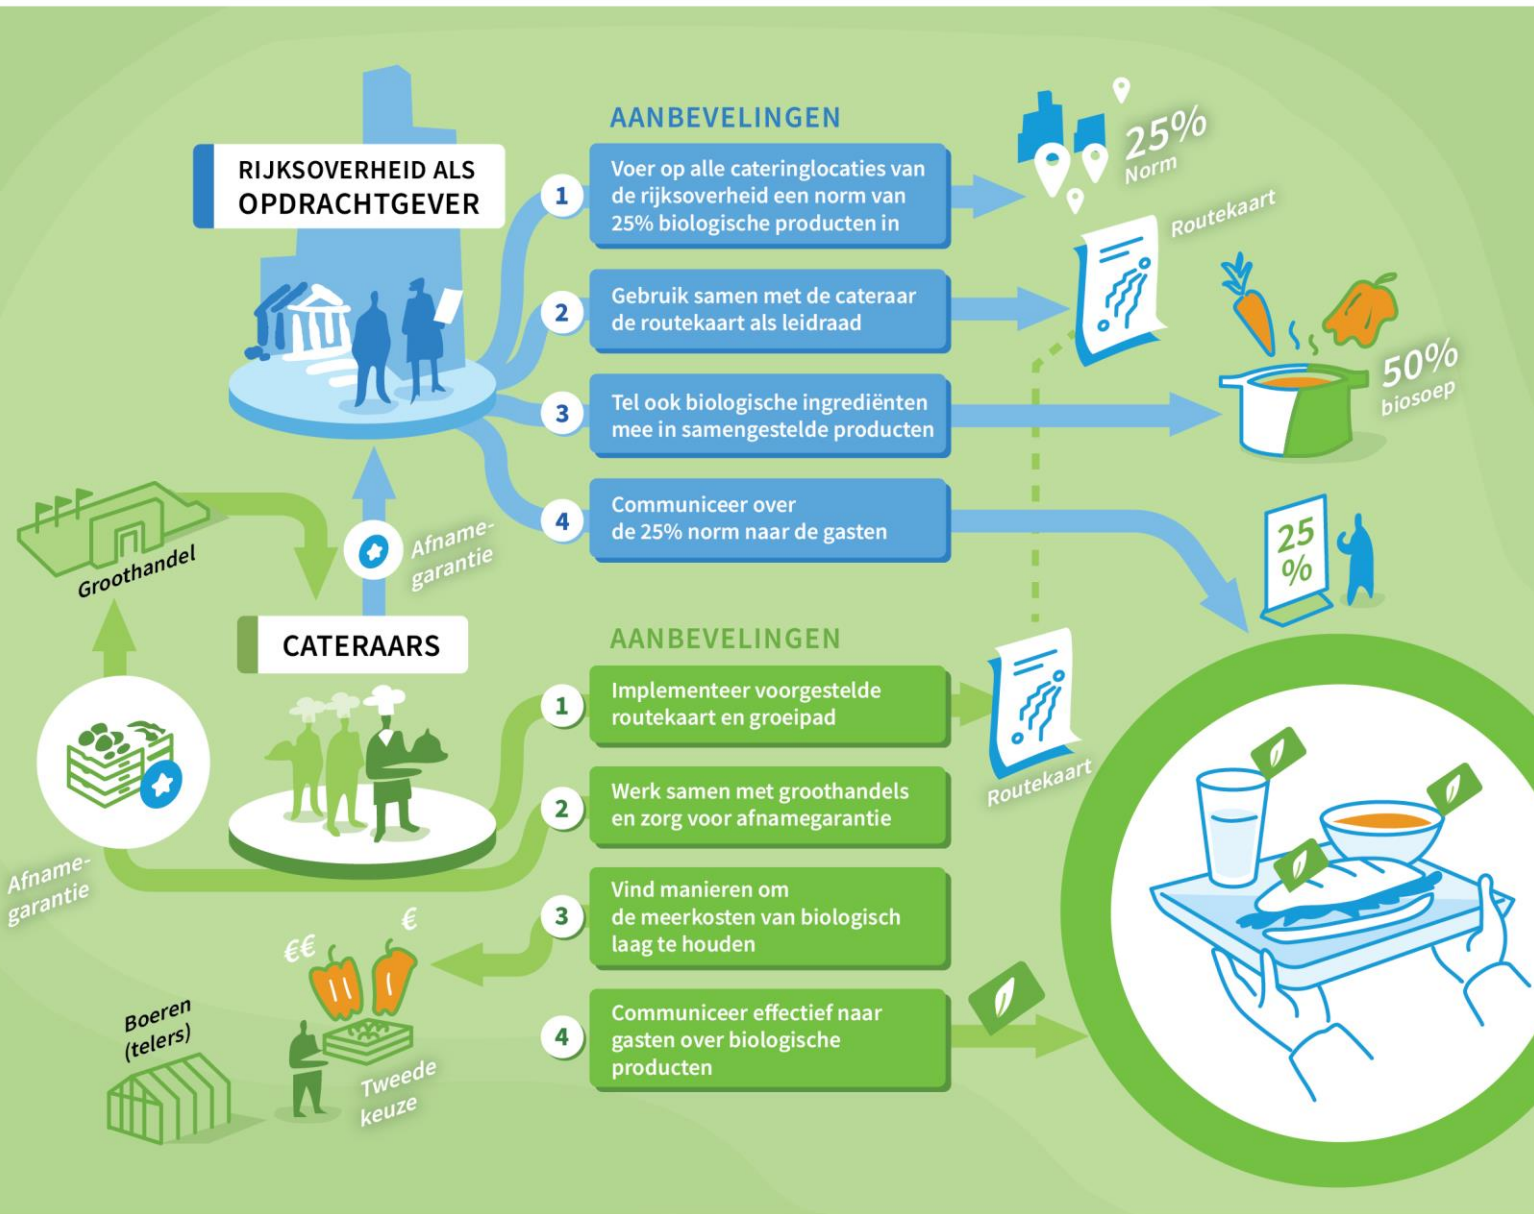 RIJKSOVERHEID ALS
OPDRACHTGEVER
AANBEVELINGEN
1
Voer op alle cateringlocaties van
de rijksoverheid een norm van
25% biologische producten in
25%
Norm
2
Gebruik samen met de cateraar
de routekaart als leidraad
Routekaart
3
Tel ook biologische ingrediënten
mee in samengestelde producten
50%
biosoep
4
Communiceer over
de 25% norm naar de gasten
25
%
Groothandel
Afname-
garantie
CATERAARS
AANBEVELINGEN
1
Implementeer voorgestelde
routekaart en groeipad
Routekaart
2
Werk samen met groothandels
en zorg voor afnamegarantie
Afname-
garantie
3
Vind manieren om
de meerkosten van biologisch
laag te houden
€€
€
Boeren
(telers)
Tweede
keuze
4
Communiceer effectief naar
gasten over biologische
producten